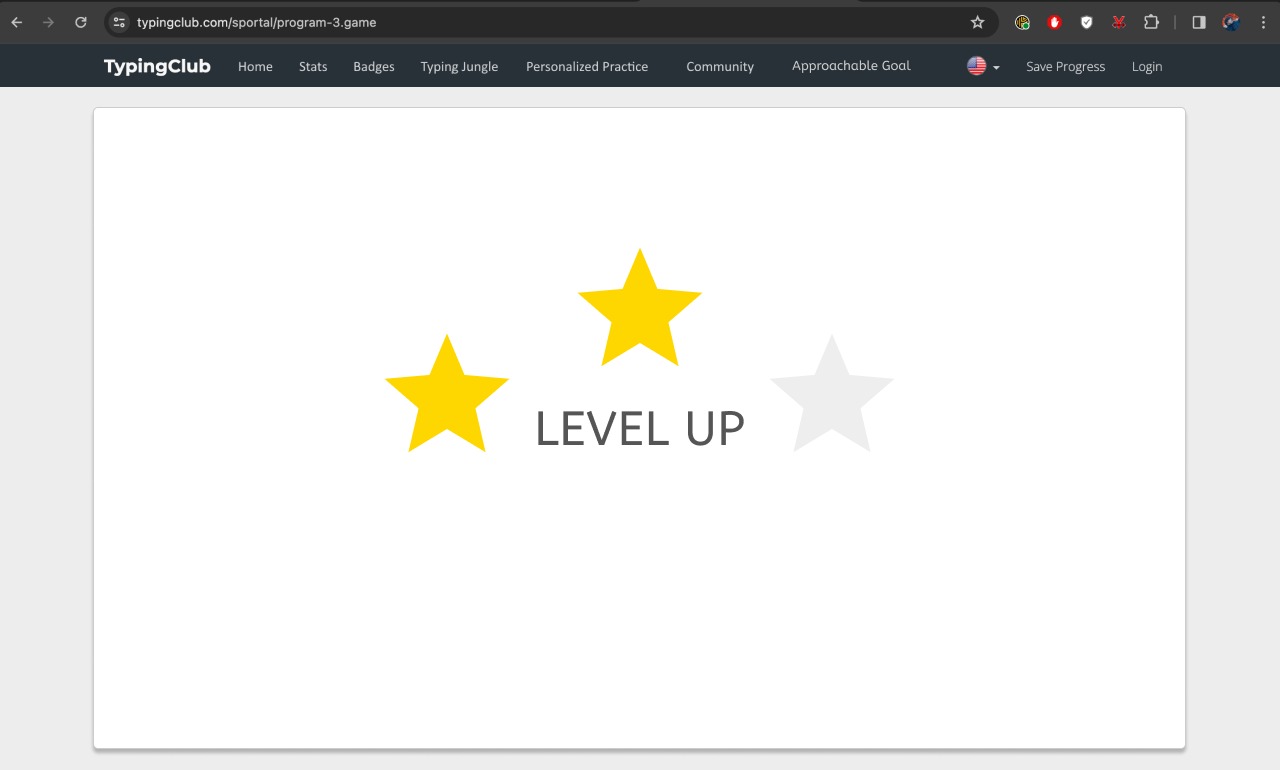 typingclub.com/sportal/program-3.game
TypingClub Home Stats Badges Typing Jungle Personalized Practice Community Approachable Goal Save Progress Login
LEVEL UP